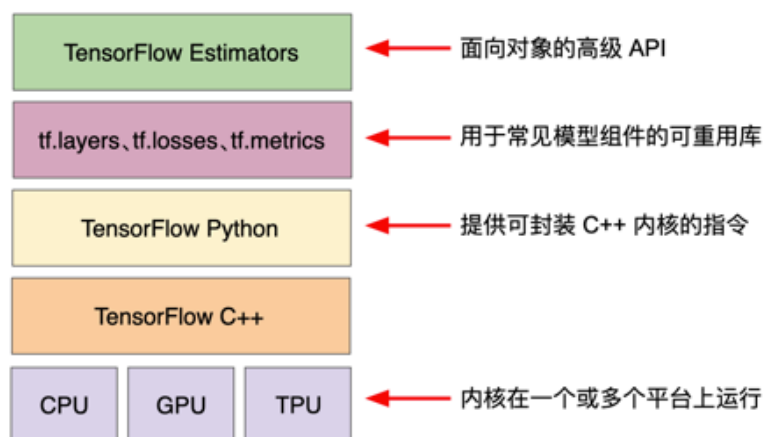 TensorFlow Estimators
面向对象的高级 API
tf.layers、tf.losses、tf.metrics
用于常见模型组件的可重用库
TensorFlow Python
提供可封装 C++ 内核的指令
TensorFlow C++
CPU
GPU
TPU
内核在一个或多个平台上运行